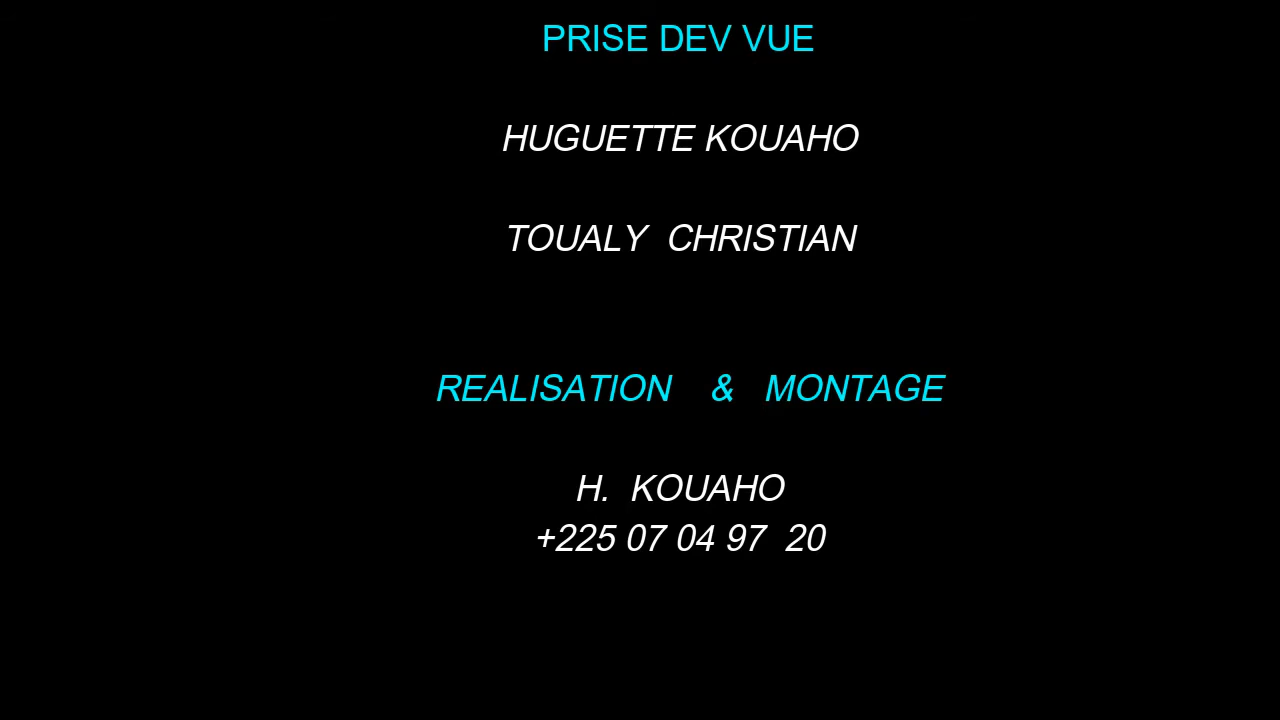 PRISE DEV VUE
HUGUETTE KOUAHO
TOUALY CHRISTIAN
REALISATION & MONTAGE
H. KOUAHO
+225 07 04 97 20